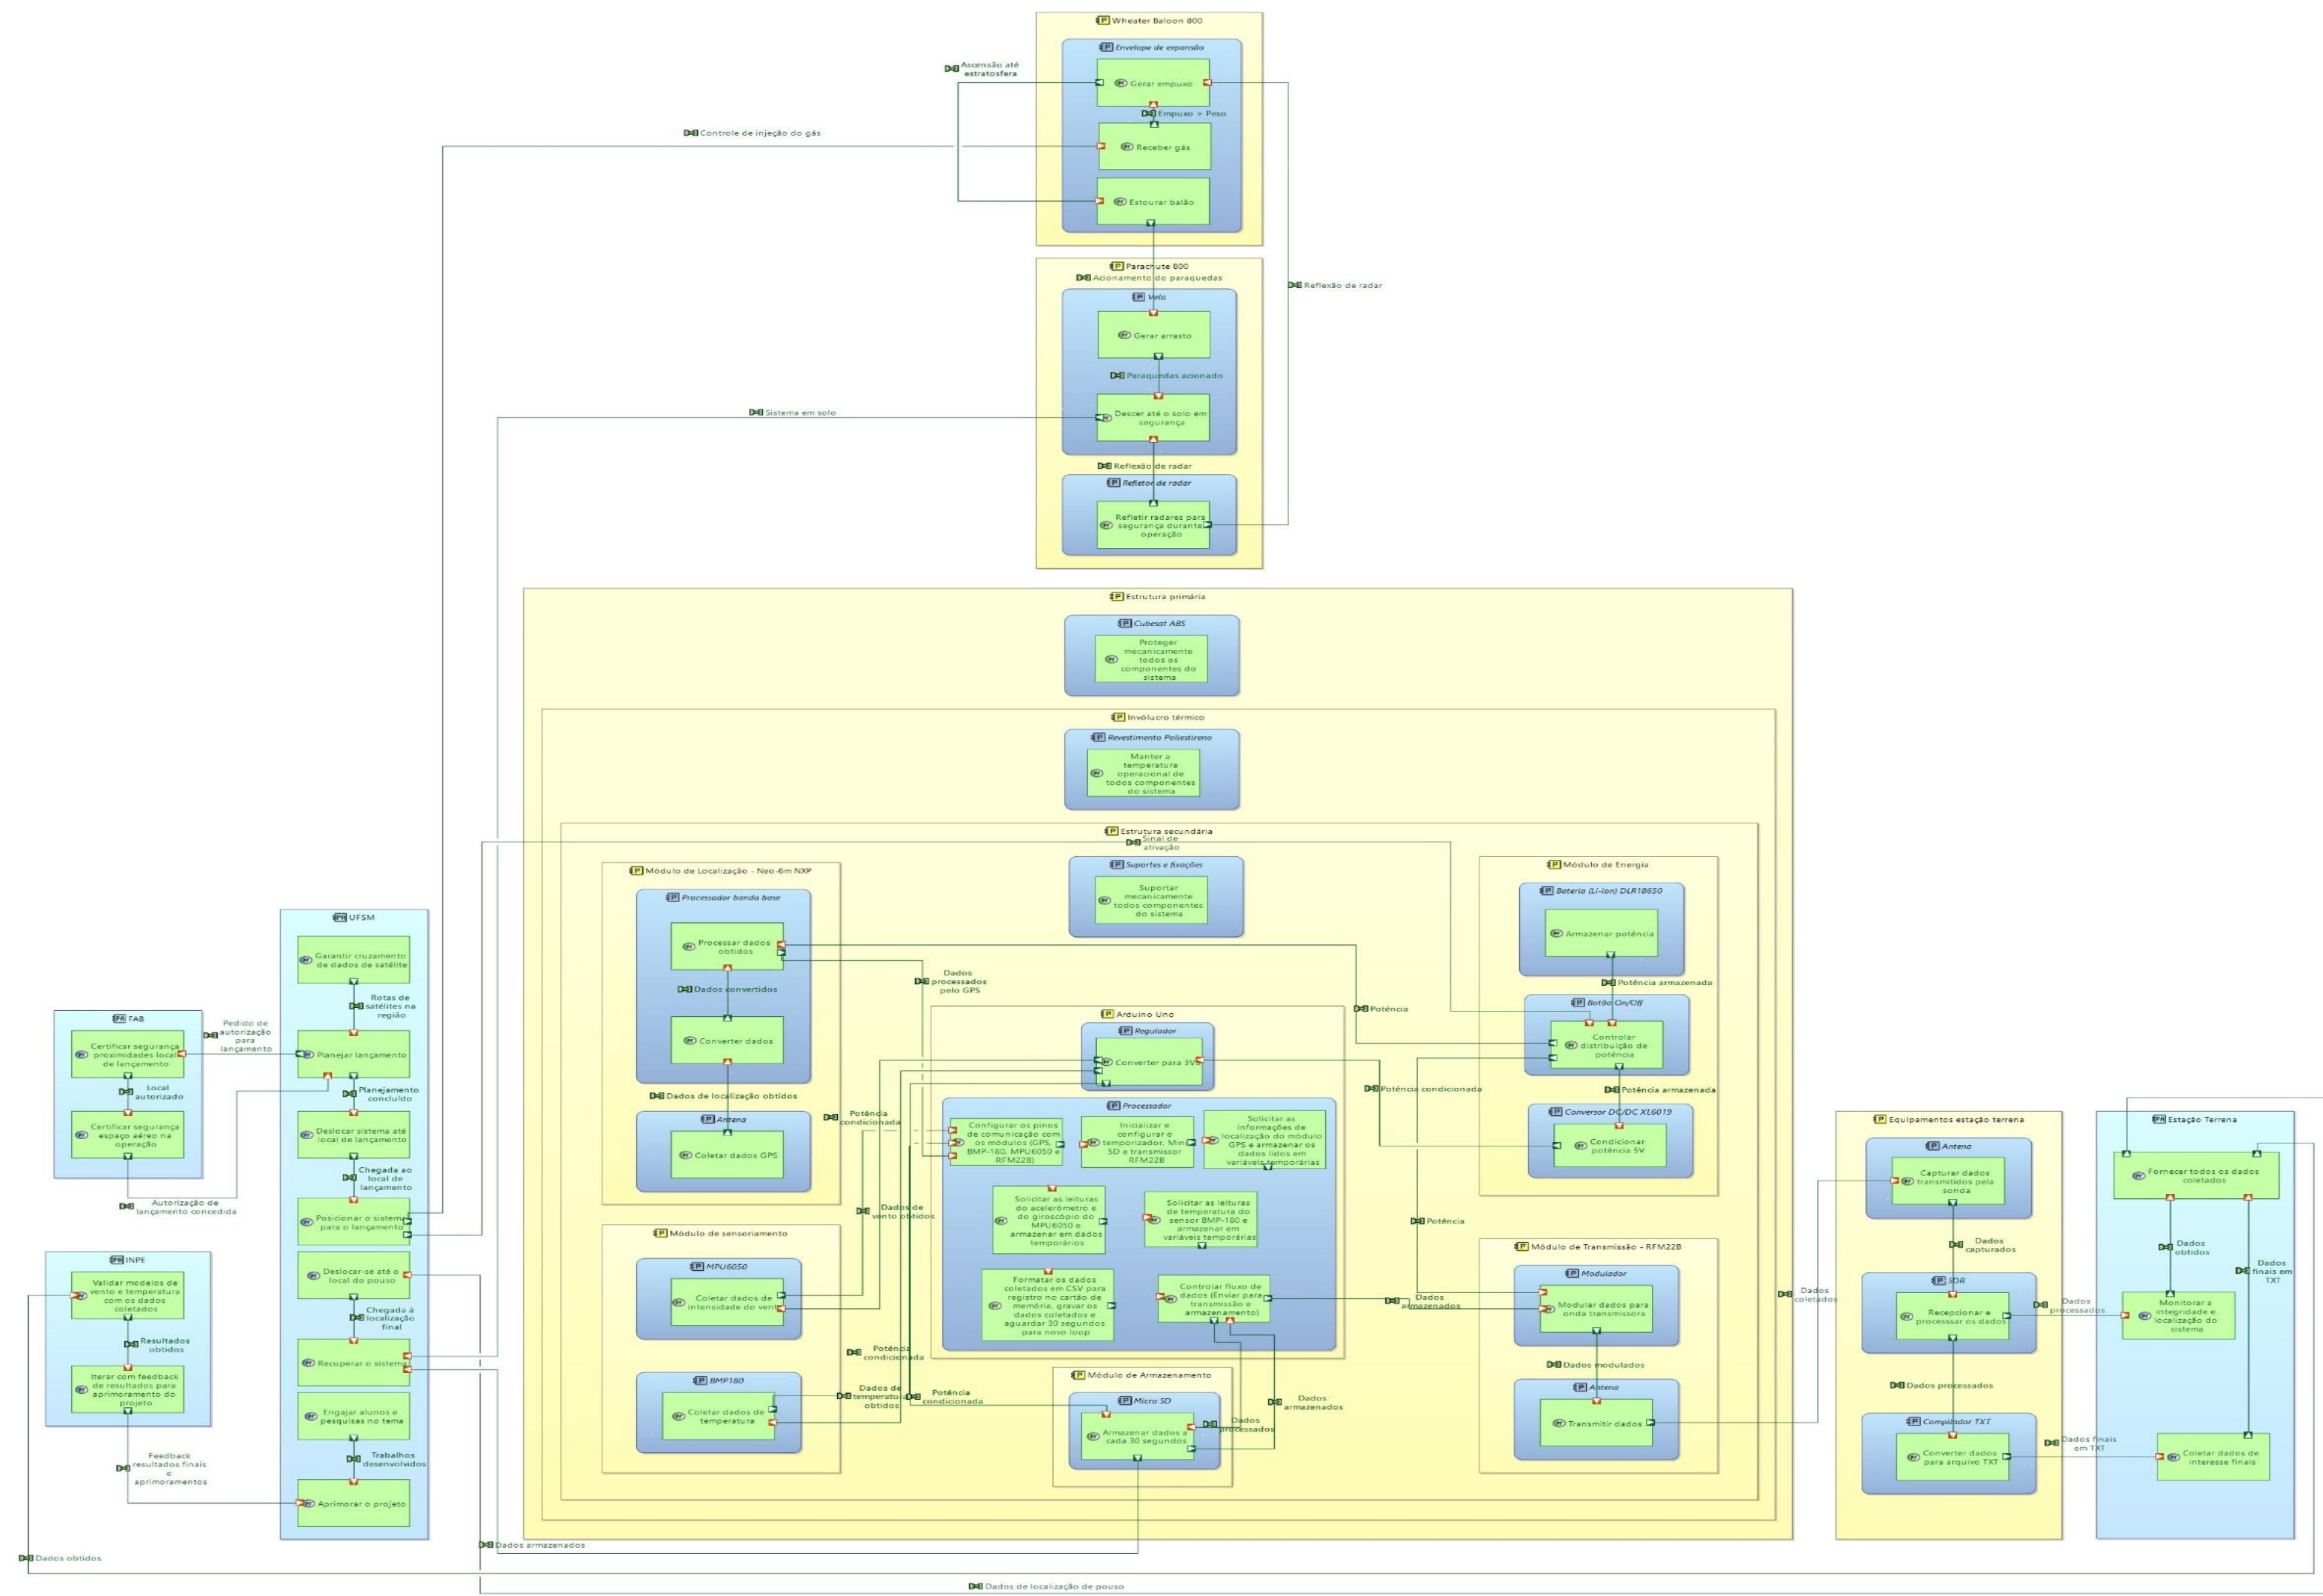 Wheater Baloon 800
Envelope de expansão
Ascensão até
estratosfera
Gerar empuxo
Empuxo > Peso
Controle de injeção do gás
Receber gás
Estourar balão
Parachute 800
Acionamento do paraquedas
Reflexão de radar
Vela
Gerar arrasto
Paraquedas acionado
Sistema em solo
Descer até o solo em
segurança
Reflexão de radar
Refletor de radar
Refletir radares para
segurança durante
operação
Estrutura primária
Cubesat ABS
Proteger
mecanicamente
todos os
componentes do
sistema
Invólucro térmico
Revestimento Poliestireno
Manter a
temperatura
operacional de
todos componentes
do sistema
Estrutura secundária
Sinal de
ativação
Suportes e fixações
Suportar
mecanicamente
todos componentes
do sistema
Módulo de Localização - Neo-6m NXP
Processador banda base
Processar dados
obtidos
Dados convertidos
Converter dados
Dados de localização obtidos
Antena
Coletar dados GPS
Dados
processados
pelo GPS
Potência
condicionada
Módulo de Energia
Bateria (Li-ion) DLR18650
Armazenar potência
Potência armazenada
Botão On/Off
Controlar
distribuição de
potência
Potência
Potência armazenada
Potência condicionada
Conversor DC/DC XL6019
Condicionar
potência 5V
Potência
Arduino Uno
Regulador
Converter para 3V3
Processador
Configurar os pinos
de comunicação com
os módulos (GPS,
BMP-180, MPU6050 e
RFM22B)
Inicializar e
configurar o
temporizador, Mini
SD e transmissor
RFM22B
Solicitar as
informações de
localização do módulo
GPS e armazenar os
dados lidos em
variáveis temporárias
Solicitar as leituras
do acelerômetro e
do giroscópio do
MPU6050 e
armazenar em dados
temporários
Solicitar as leituras
de temperatura do
sensor BMP-180 e
armazenar em
variáveis temporárias
Formatar os dados
coletados em CSV para
registro no cartão de
memória, gravar os
dados coletados e
aguardar 30 segundos
para novo loop
Controlar fluxo de
dados (Enviar para
transmissão e
armazenamento)
Dados
armazenados
Dados de
vento obtidos
Módulo de sensoriamento
MPU6050
Coletar dados de
intensidade do vent
Potência
condicionada
BMP180
Coletar dados de
temperatura
Dados de
temperatura
obtidos
Potência
condicionada
Módulo de Armazenamento
Micro SD
Armazenar dados a
cada 30 segundos
Dados
processados
Dados
armazenados
Módulo de Transmissão - RFM22B
Modulador
Modular dados para
onda transmissora
Dados modulados
Antena
Transmitir dados
Dados
coletados
UFSM
Garantir cruzamento
de dados de satélite
Rotas de
satélites na
região
Planejar lançamento
Planejamento
concluído
Deslocar sistema até
local de lançamento
Chegada ao
local de
lançamento
Posicionar o sistema
para o lançamento
Deslocar-se até o
local do pouso
Chegada à
localização
final
Recuperar o sistema
Engajar alunos e
pesquisas no tema
Trabalhos
desenvolvidos
Aprimorar o projeto
FAB
Certificar segurança
proximidades local
de lançamento
Pedido de
autorização
para
lançamento
Local
autorizado
Certificar segurança
espaço aéreo na
operação
Autorização de
lançamento concedida
INPE
Validar modelos de
vento e temperatura
com os dados
coletados
Resultados
obtidos
Iterar com feedback
de resultados para
aprimoramento do
projeto
Feedback
resultados finais
e
aprimoramentos
Equipamentos estação terrena
Antena
Capturar dados
transmitidos pela
sonda
Dados
capturados
SDR
Recepcionar e
processsar os dados
Dados
processados
Dados processados
Compilador TXT
Converter dados
para arquivo TXT
Dados finais
em TXT
Estação Terrena
Fornecer todos os dados
coletados
Dados
obtidos
Dados
finais em
TXT
Monitorar a
integridade e
localização do
sistema
Coletar dados de
interesse finais
Dados armazenados
Dados obtidos
Dados de localização de pouso